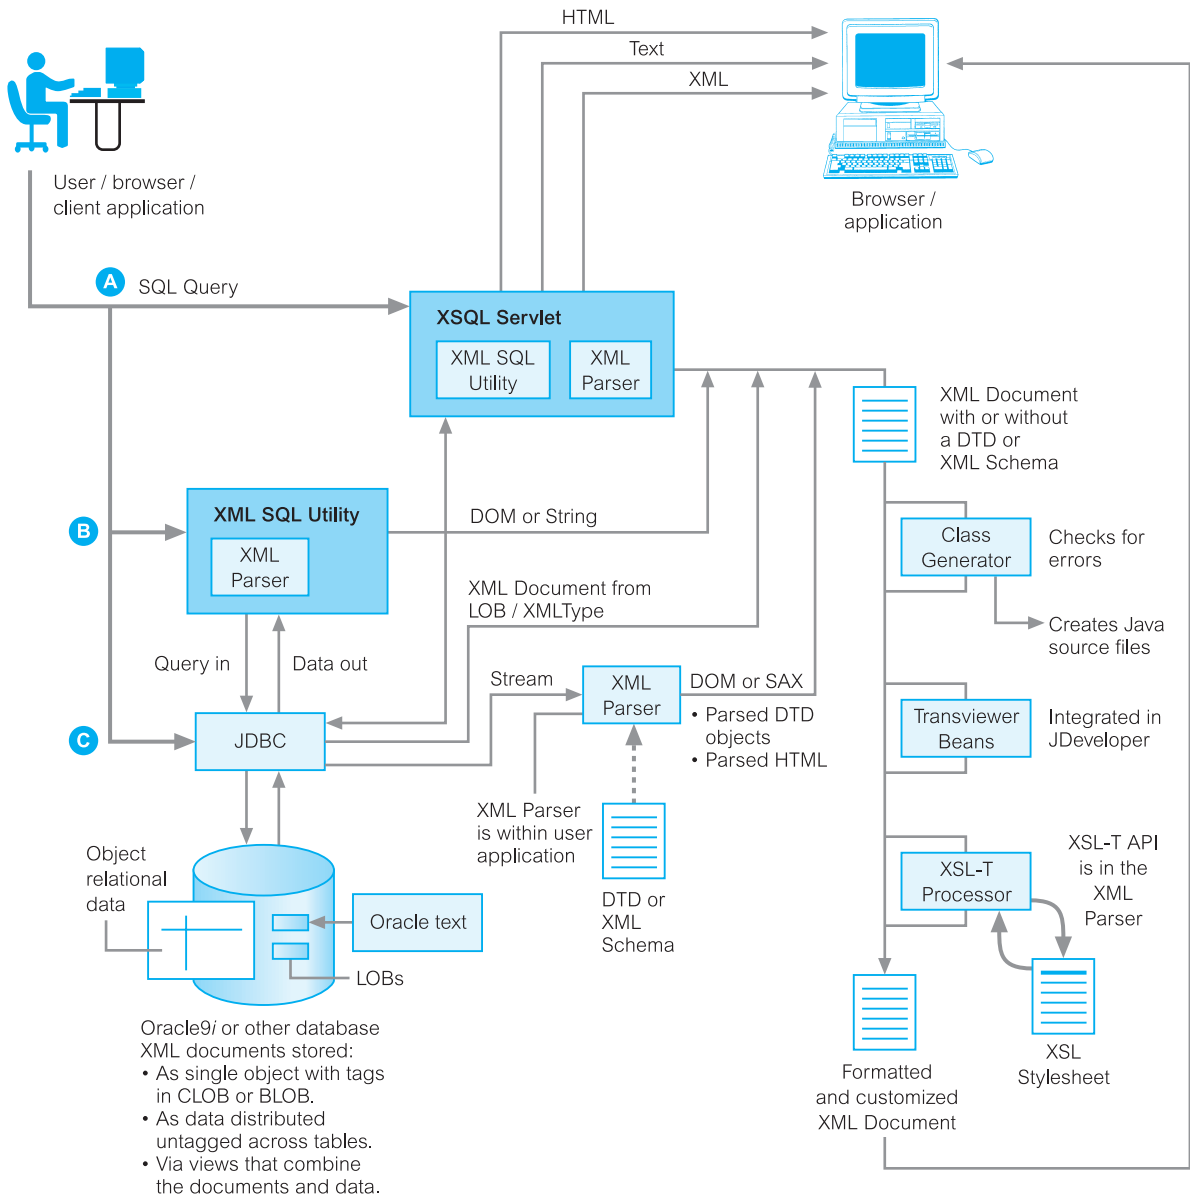 HTML
Text
XML
User / browser /
client application
Browser /
application
A
SQL Query
XSQL Servlet
XML SQL
Utility
XML
Parser
XML Document
with or without
a DTD or
XML Schema
B
XML SQL Utility
XML
Parser
DOM or String
Class
Generator
Checks for
errors
XML Document from
LOB / XMLType
Creates Java
source files
Query in
Data out
Stream
XML
Parser
DOM or SAX
• Parsed DTD
objects
• Parsed HTML
C
JDBC
Transviewer
Beans
Integrated in
JDeveloper
XML Parser
is within user
application
DTD or
XML
Schema
Object
relational
data
Oracle text
LOBs
XSL-T
Processor
XSL-T API
is in the
XML
Parser
XSL
Stylesheet
Formatted
and customized
XML Document
Oracle9i or other database
XML documents stored:
• As single object with tags
in CLOB or BLOB.
• As data distributed
untagged across tables.
• Via views that combine
the documents and data.